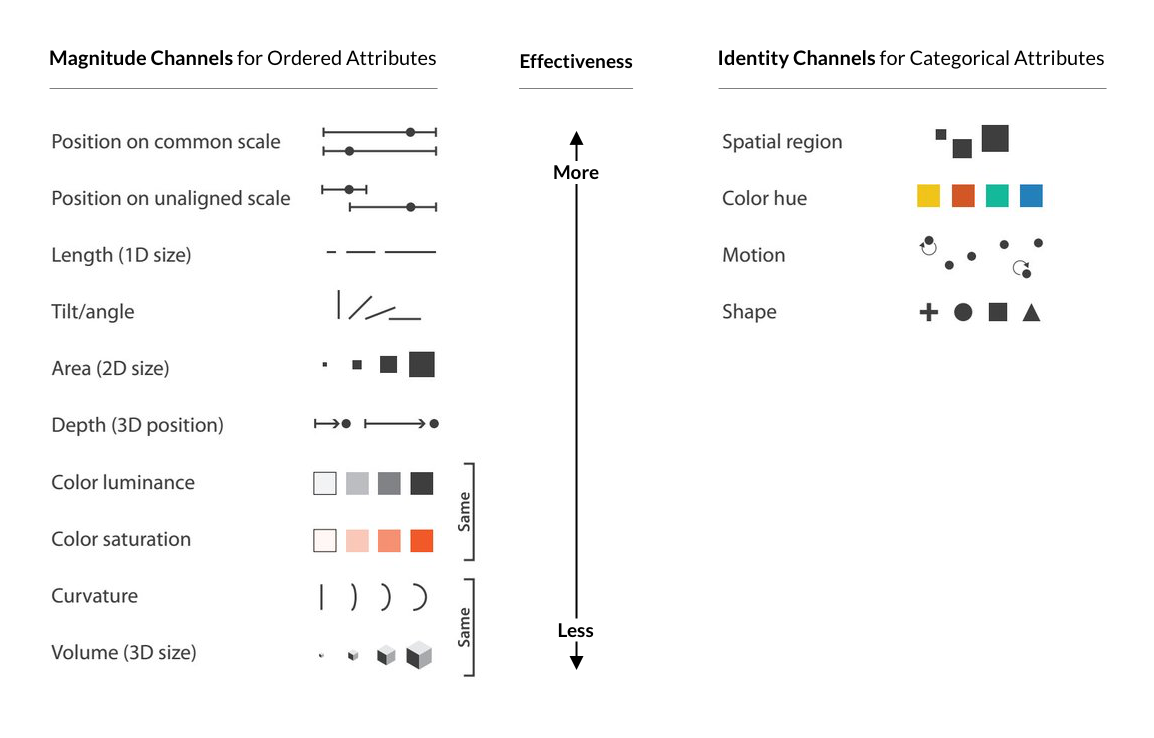 Magnitude Channels for Ordered Attributes
Position on common scale
Position on unaligned scale
Length (1D size)
Tilt/angle
Area (2D size)
Depth (3D position)
Color luminance
Color saturation
Same
Curvature
Volume (3D size)
Same
Effectiveness
More
Less
Identity Channels for Categorical Attributes
Spatial region
Color hue
Motion
Shape